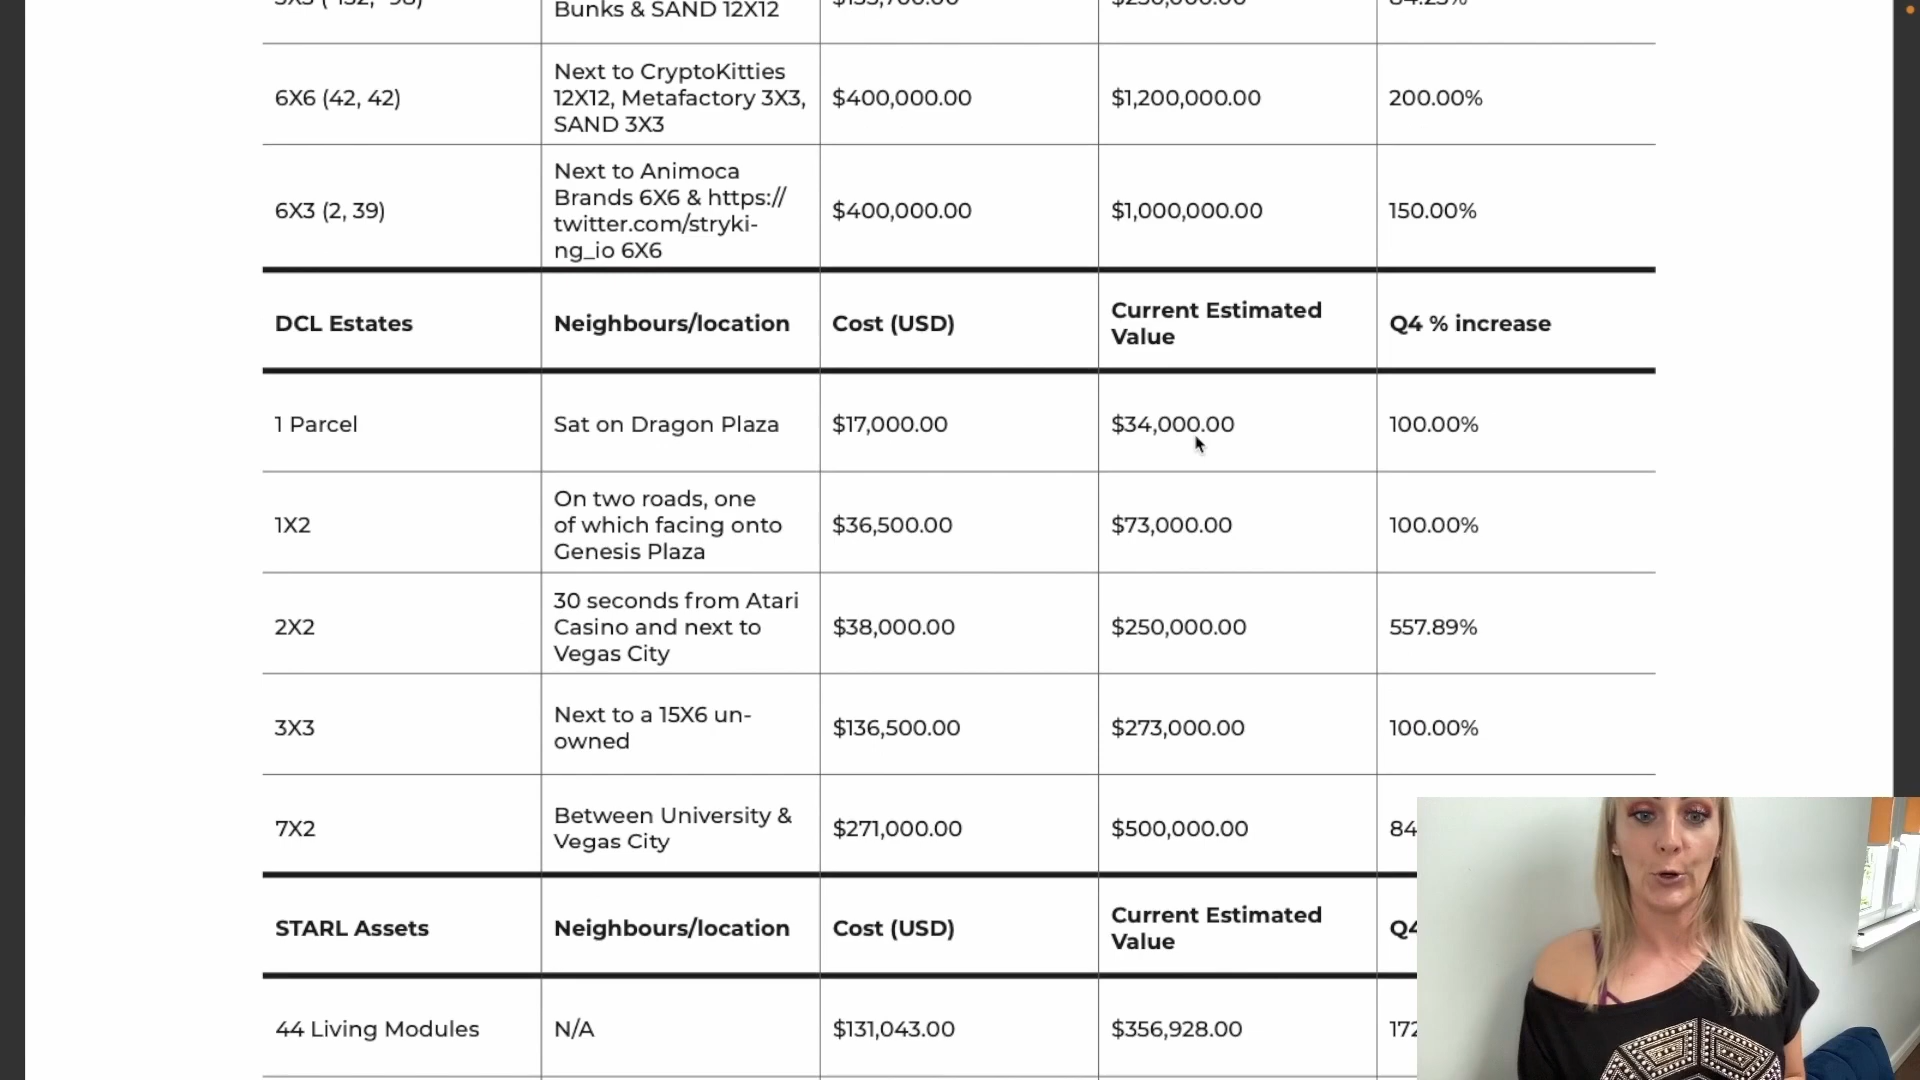 Bunks & SAND 12X12
6X6 (42, 42)
Next to CryptoKitties
12X12, Metafactory 3X3,
SAND 3X3
$400,000.00
$1,200,000.00
200.00%
6X3 (2, 39)
Next to Animoca
Brands 6X6 & https://
twitter.com/stryki-
ng_io 6X6
$400,000.00
$1,000,000.00
150.00%
DCL Estates
Neighbours/location
Cost (USD)
Current Estimated
Value
Q4 % increase
1 Parcel
Sat on Dragon Plaza
$17,000.00
$34,000.00
100.00%
1X2
On two roads, one
of which facing onto
Genesis Plaza
$36,500.00
$73,000.00
100.00%
2X2
30 seconds from Atari
Casino and next to
Vegas City
$38,000.00
$250,000.00
557.89%
3X3
Next to a 15X6 un-
owned
$136,500.00
$273,000.00
100.00%
7X2
Between University &
Vegas City
$271,000.00
$500,000.00
84
STARL Assets
Neighbours/location
Cost (USD)
Current Estimated
Value
Q4
44 Living Modules
N/A
$131,043.00
$356,928.00
172